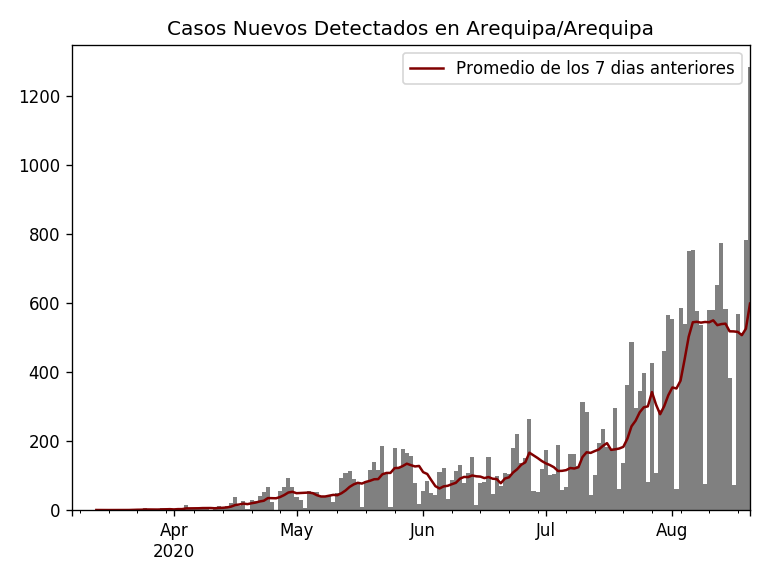 Casos Nuevos Detectados en Arequipa/Arequipa
Promedio de los 7 dias anteriores
1200
1000
800
600
400
200
0
Apr May Jun Jul Aug
2020